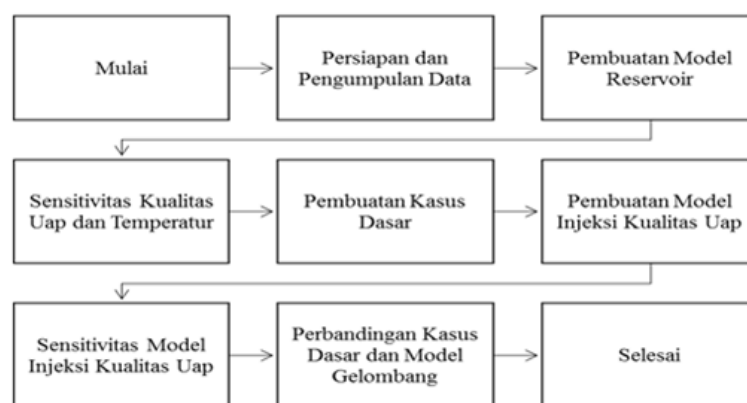 Mulai
Persiapan dan
Pengumpulan Data
Pembuatan Model
Reservoir
Sensitivitas Kualitas
Uap dan Temperatur
Pembuatan Kasus
Dasar
Pembuatan Model
Injeksi Kualitas Uap
Sensitivitas Model
Injeksi Kualitas Uap
Perbandingan Kasus
Dasar dan Model
Gelombang
Selesai